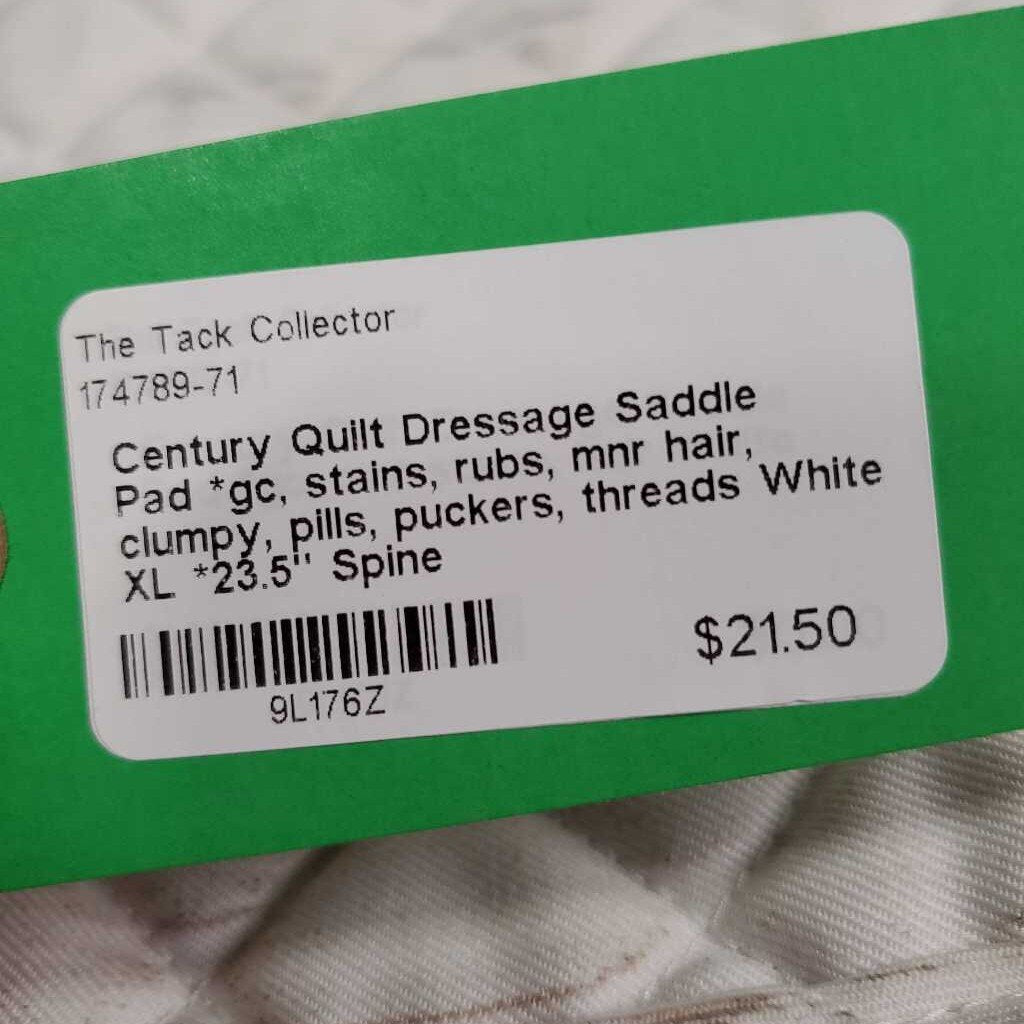 The Tack Collector
174789-71
Century Quilt Dressage Saddle
Pad *gc, stains, rubs, mnr hair,
clumpy, pills, puckers, threads White
XL *23.5" Spine
9L176Z
$21.50